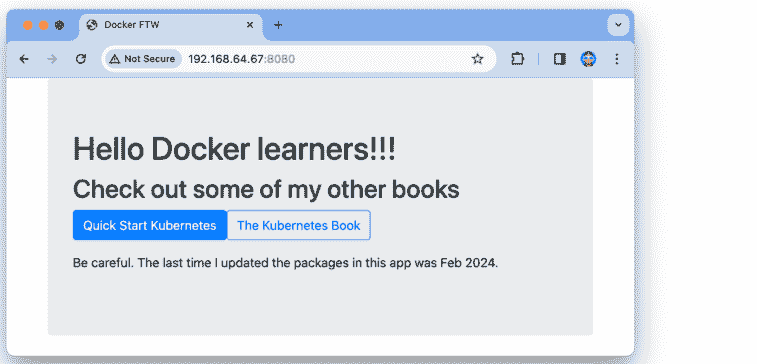 Docker FTW
Not Secure 192.168.64.67:8080
Hello Docker learners!!!
Check out some of my other books
Quick Start Kubernetes The Kubernetes Book
Be careful. The last time I updated the packages in this app was Feb 2024.